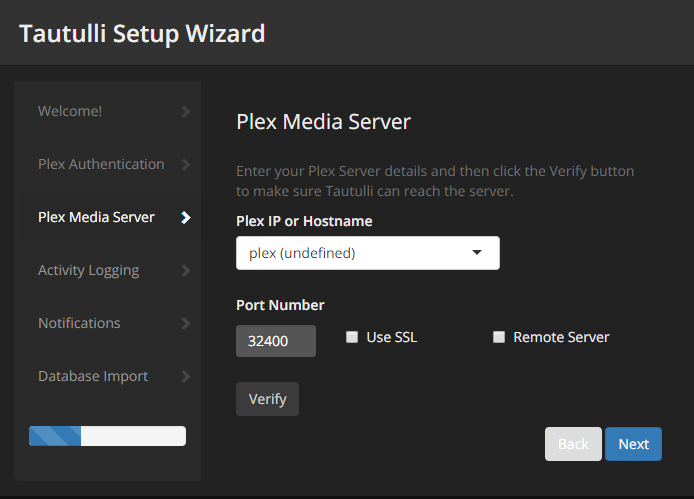 Tautulli Setup Wizard
Welcome!
Plex Authentication
Plex Media Server
Activity Logging
Notifications
Database Import
Plex Media Server
Enter your Plex Server details and then click the Verify button
to make sure Tautulli can reach the server.
Plex IP or Hostname
plex (undefined)
Port Number
32400 Use SSL Remote Server
Verify
Back Next